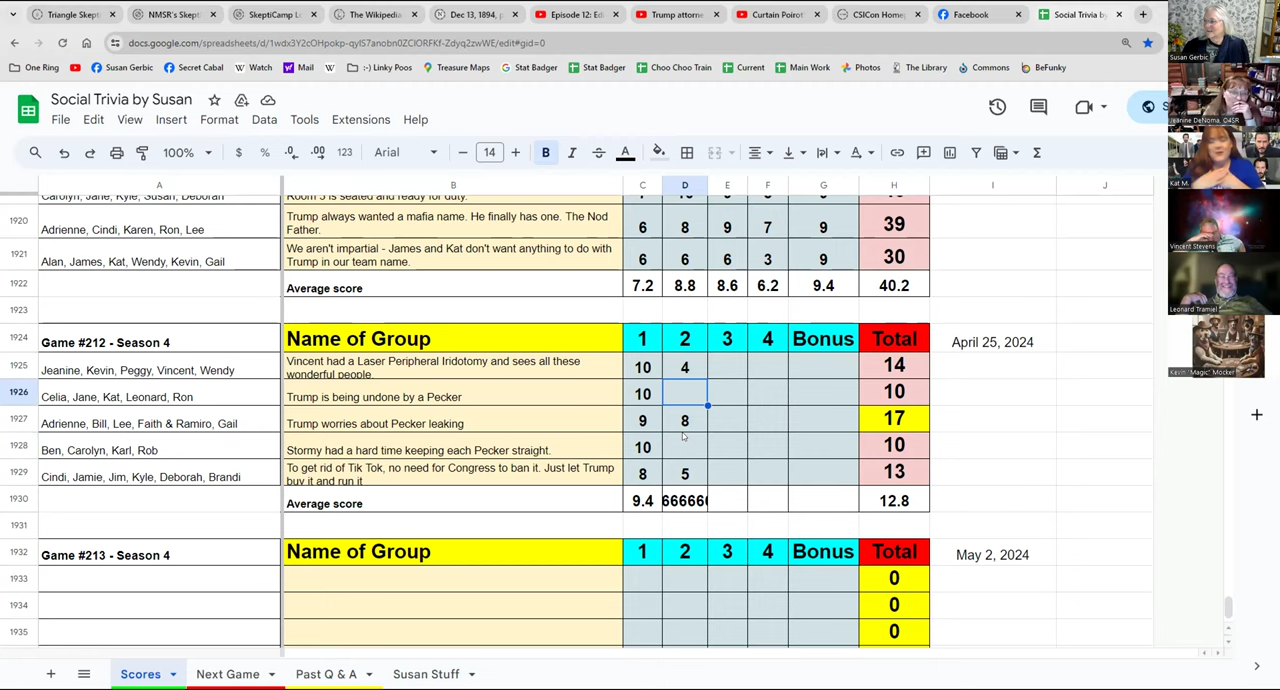 Triangle Skept
NMSR's Skepti
SkeptiCamp L
The Wikipedia
Dec 13, 1894, p
Episode 12: Ed
Trump attorne
Curtain Poirot
CSICon Home
Facebook
Social Trivia by
docs.google.com/spreadsheets/d/1wdx3Y2cOHpokp-qylS7anobn0ZClORFKf-Zdyq2zwWE/edit#gid=0
One Ring
Susan Gerbic
Secret Cabal
Watch
Mail
:-) Linky Poos
Treasure
Stat Badger
Choo Choo Train
Current
Main Work
Photos
The Library
Commons
BeFunky
Social Trivia by Susan
File Edit View Insert Format Data Tools Extensions Help
100% $ % .0 .00 123 Arial 14 B I A
A B C D E F G H I J
Carolyn, Jane, Kyle, Susan, Deborah Room 5 is seated and ready for duty.
1920 Adrienne, Cindi, Karen, Ron, Lee Trump always wanted a mafia name. He finally has one. The Nod Father. 6 8 9 7 9 39
1921 Alan, James, Kat, Wendy, Kevin, Gail We aren't impartial - James and Kat don't want anything to do with Trump in our team name. 6 6 6 3 9 30
1922 Average score 7.2 8.8 8.6 6.2 9.4 40.2
1923
1924 Game #212 - Season 4 Name of Group 1 2 3 4 Bonus Total April 25, 2024
1925 Jeanine, Kevin, Peggy, Vincent, Wendy Vincent had a Laser Peripheral Iridotomy and sees all these wonderful people. 10 4 14
1926 Celia, Jane, Kat, Leonard, Ron Trump is being undone by a Pecker 10 10
1927 Adrienne, Bill, Lee, Faith & Ramiro, Gail Trump worries about Pecker leaking 9 8 17
1928 Ben, Carolyn, Karl, Rob Stormy had a hard time keeping each Pecker straight. 10 10
1929 Cindi, Jamie, Jim, Kyle, Deborah, Brandi To get rid of Tik Tok, no need for Congress to ban it. Just let Trump buy it and run it 8 5 13
1930 Average score 9.4 666666 12.8
1931
1932 Game #213 - Season 4 Name of Group 1 2 3 4 Bonus Total May 2, 2024
1933 0
1934 0
1935 0
Scores
Next Game
Past Q & A
Susan Stuff
Susan Gerbic
Jeanine DeNoma, O4SR
Kat M.
Vincent Stevens
Leonard Tramiel
Kevin "Magic" Mocker